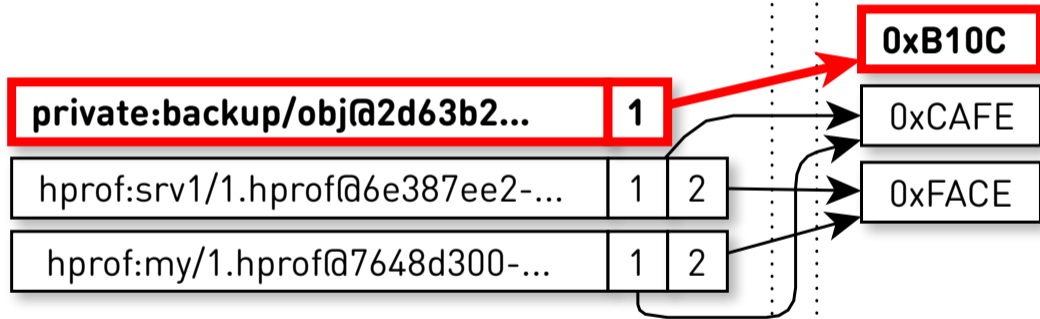 0xB10C
private:backup/obj@2d63b2... 1
0xCAFE
hprof:srv1/1.hprof@6e387ee2-... 1 2
0xFACE
hprof:my/1.hprof@7648d300-... 1 2